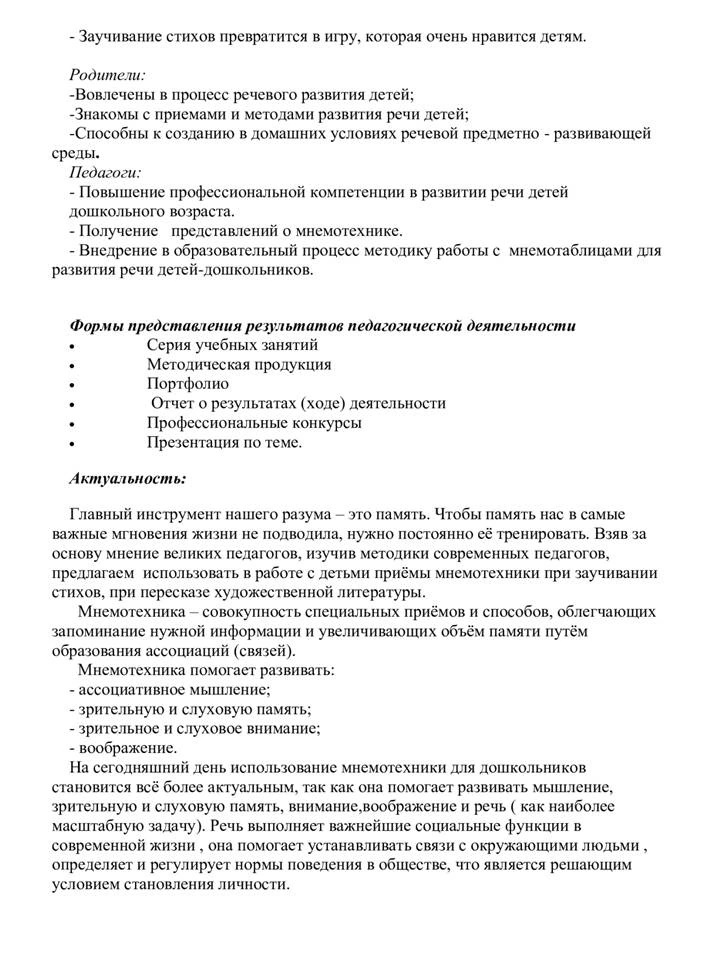 - Заучивание стихов превратится в игру, которая очень нравится детям.
Родители:
-Вовлечены в процесс речевого развития детей;
-Знакомы с приемами и методами развития речи детей;
-Способны к созданию в домашних условиях речевой предметно - развивающей
среды.
Педагоги:
- Повышение профессиональной компетенции в развитии речи детей
дошкольного возраста.
- Получение представлений о мнемотехнике.
- Внедрение в образовательный процесс методику работы с мнемотаблицами для
развития речи детей-дошкольников.
Формы представления результатов педагогической деятельности
• Серия учебных занятий
• Методическая продукция
• Портфолио
• Отчет о результатах (ходе) деятельности
• Профессиональные конкурсы
• Презентация по теме.
Актуальность:
Главный инструмент нашего разума – это память. Чтобы память нас в самые
важные мгновения жизни не подводила, нужно постоянно её тренировать. Взяв за
основу мнение великих педагогов, изучив методики современных педагогов,
предлагаем использовать в работе с детьми приёмы мнемотехники при заучивании
стихов, при пересказе художественной литературы.
Мнемотехника – совокупность специальных приёмов и способов, облегчающих
запоминание нужной информации и увеличивающих объём памяти путём
образования ассоциаций (связей).
Мнемотехника помогает развивать:
- ассоциативное мышление;
- зрительную и слуховую память;
- зрительное и слуховое внимание;
- воображение.
На сегодняшний день использование мнемотехники для дошкольников
становится всё более актуальным, так как она помогает развивать мышление,
зрительную и слуховую память, внимание,воображение и речь ( как наиболее
масштабную задачу). Речь выполняет важнейшие социальные функции в
современной жизни , она помогает устанавливать связи с окружающими людьми ,
определяет и регулирует нормы поведения в обществе, что является решающим
условием становления личности.